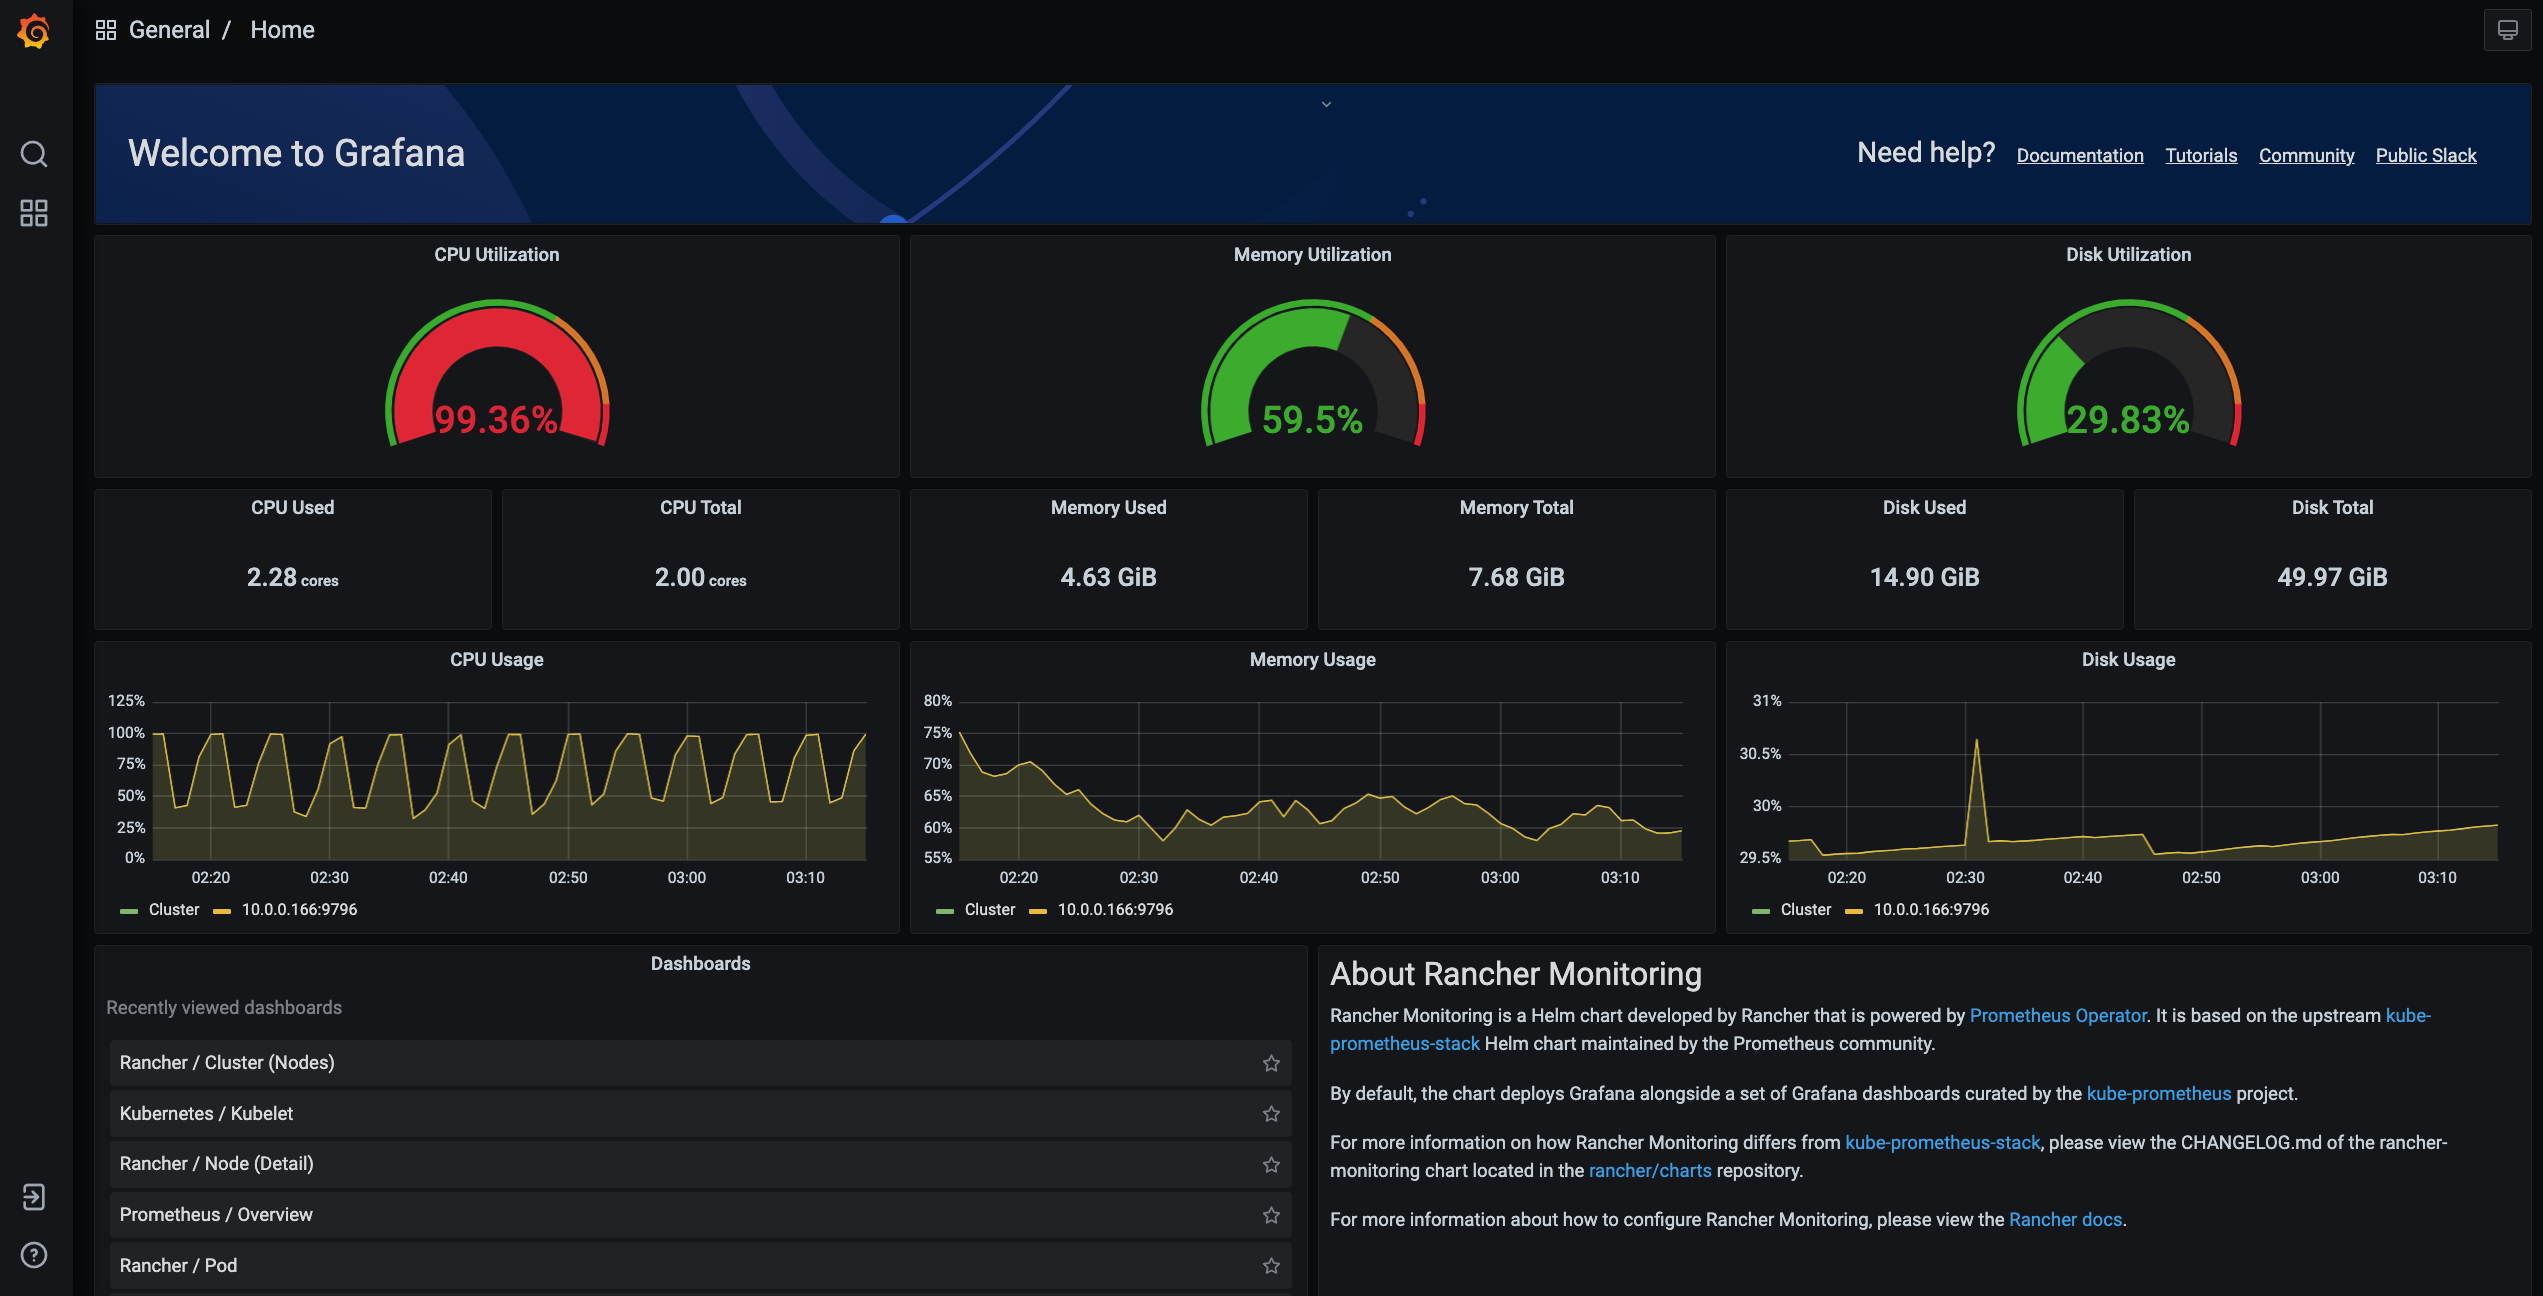 General / Home
Welcome to Grafana
Need help? Documentation Tutorials Community Public Slack
CPU Utilization
99.36%
Memory Utilization
59.5%
Disk Utilization
29.83%
CPU Used
2.28 cores
CPU Total
2.00 cores
Memory Used
4.63 GiB
Memory Total
7.68 GiB
Disk Used
14.90 GiB
Disk Total
49.97 GiB
CPU Usage
125%
100%
75%
50%
25%
0%
02:20 02:30 02:40 02:50 03:00 03:10
Cluster 10.0.0.166:9796
Memory Usage
80%
75%
70%
65%
60%
55%
02:20 02:30 02:40 02:50 03:00 03:10
Cluster 10.0.0.166:9796
Disk Usage
31%
30.5%
30%
29.5%
02:20 02:30 02:40 02:50 03:00 03:10
Cluster 10.0.0.166:9796
Dashboards
Recently viewed dashboards
Rancher / Cluster (Nodes)
Kubernetes / Kubelet
Rancher / Node (Detail)
Prometheus / Overview
Rancher / Pod
About Rancher Monitoring
Rancher Monitoring is a Helm chart developed by Rancher that is powered by Prometheus Operator. It is based on the upstream kube-
prometheus-stack Helm chart maintained by the Prometheus community.
By default, the chart deploys Grafana alongside a set of Grafana dashboards curated by the kube-prometheus project.
For more information on how Rancher Monitoring differs from kube-prometheus-stack, please view the CHANGELOG.md of the rancher-
monitoring chart located in the rancher/charts repository.
For more information about how to configure Rancher Monitoring, please view the Rancher docs.